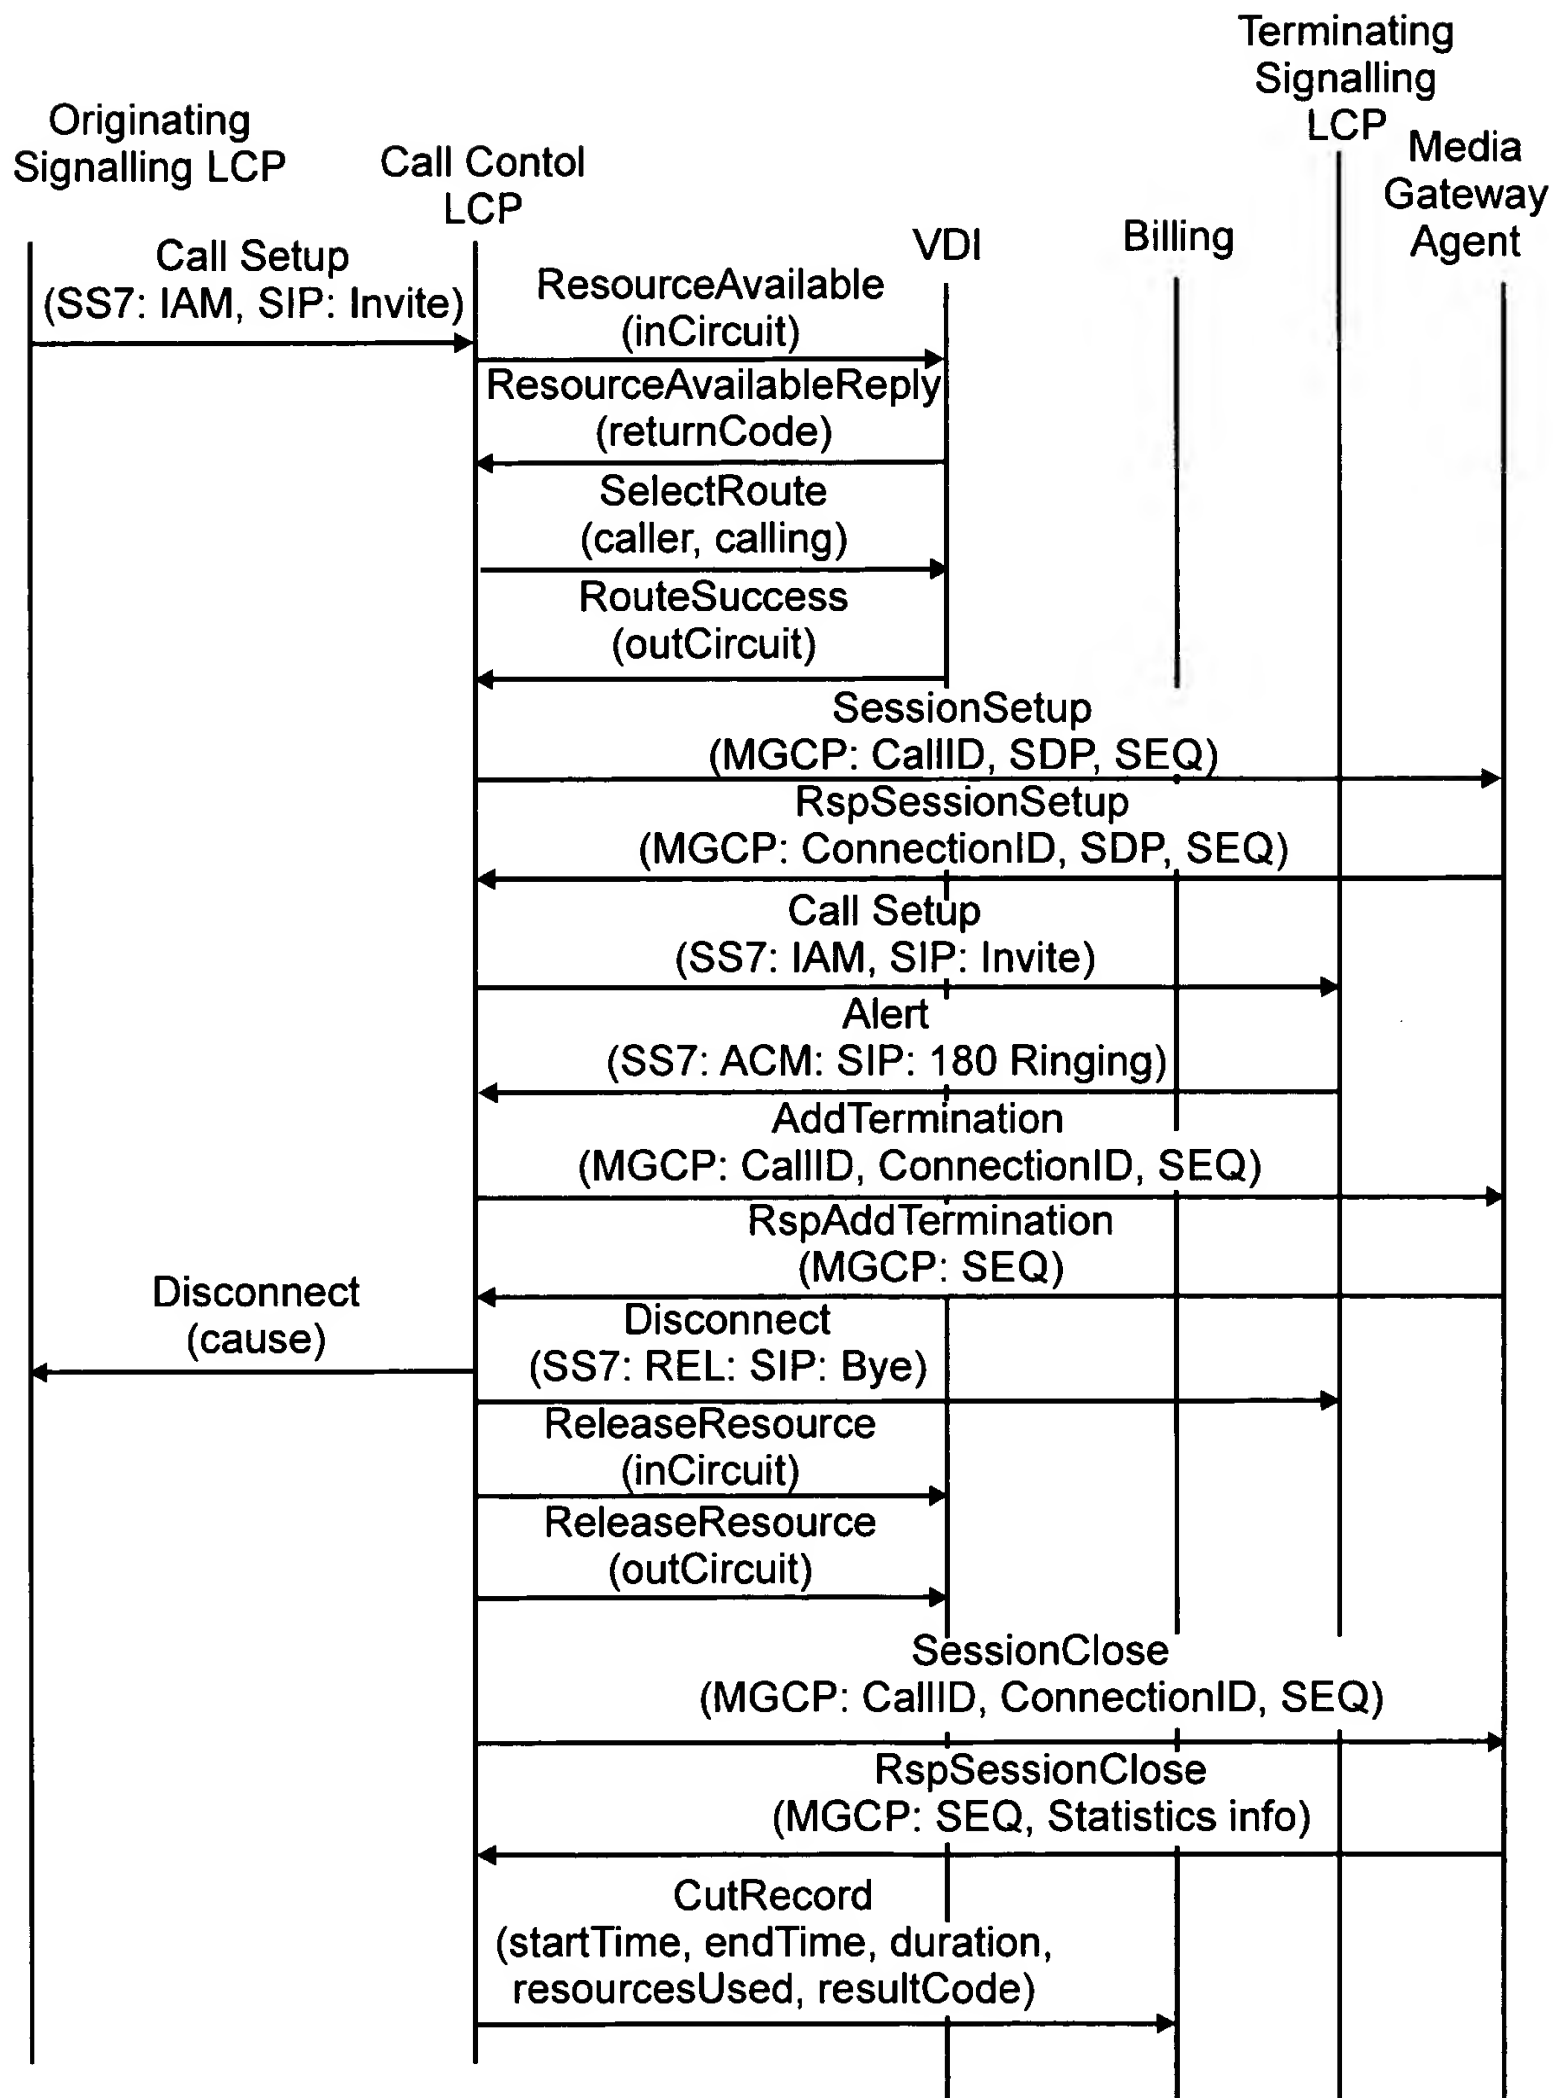 Originating
Signalling LCP
Call Contol
LCP
VDI
Billing
Terminating
Signalling
LCP
Media
Gateway
Agent
Call Setup
(SS7: IAM, SIP: Invite)
ResourceAvailable
(inCircuit)
ResourceAvailableReply
(returnCode)
SelectRoute
(caller, calling)
RouteSuccess
(outCircuit)
SessionSetup
(MGCP: CallID, SDP, SEQ)
RspSessionSetup
(MGCP: ConnectionID, SDP, SEQ)
Call Setup
(SS7: IAM, SIP: Invite)
Alert
(SS7: ACM: SIP: 180 Ringing)
AddTermination
(MGCP: CallID, ConnectionID, SEQ)
RspAddTermination
(MGCP: SEQ)
Disconnect
(cause)
Disconnect
(SS7: REL: SIP: Bye)
ReleaseResource
(inCircuit)
ReleaseResource
(outCircuit)
SessionClose
(MGCP: CallID, ConnectionID, SEQ)
RspSessionClose
(MGCP: SEQ, Statistics info)
CutRecord
(startTime, endTime, duration,
resourcesUsed, resultCode)